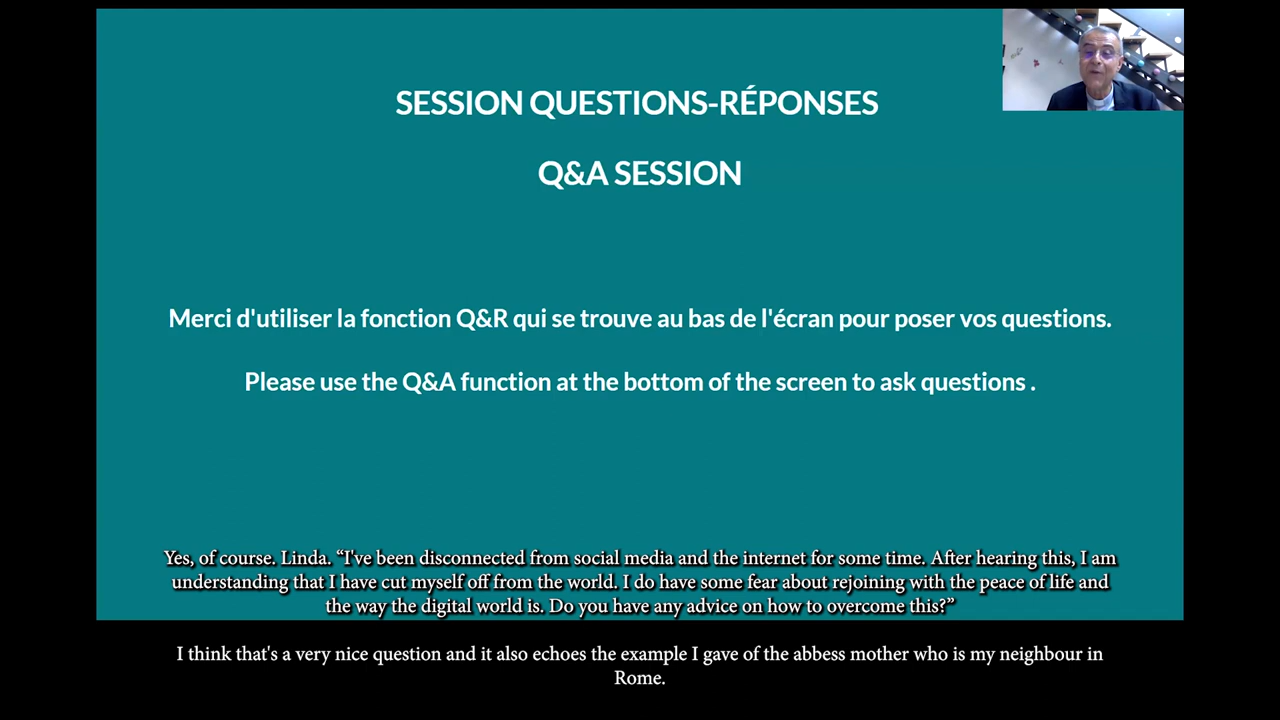 SESSION QUESTIONS-RÉPONSES
Q&A SESSION
Merci d'utiliser la fonction Q&R qui se trouve au bas de l'écran pour poser vos questions.
Please use the Q&A function at the bottom of the screen to ask questions .
Yes, of course. Linda. “I've been disconnected from social media and the internet for some time. After hearing this, I am
understanding that I have cut myself off from the world. I do have some fear about rejoining with the peace of life and
the way the digital world is. Do you have any advice on how to overcome this?”
I think that's a very nice question and it also echoes the example I gave of the abbess mother who is my neighbour in
Rome.